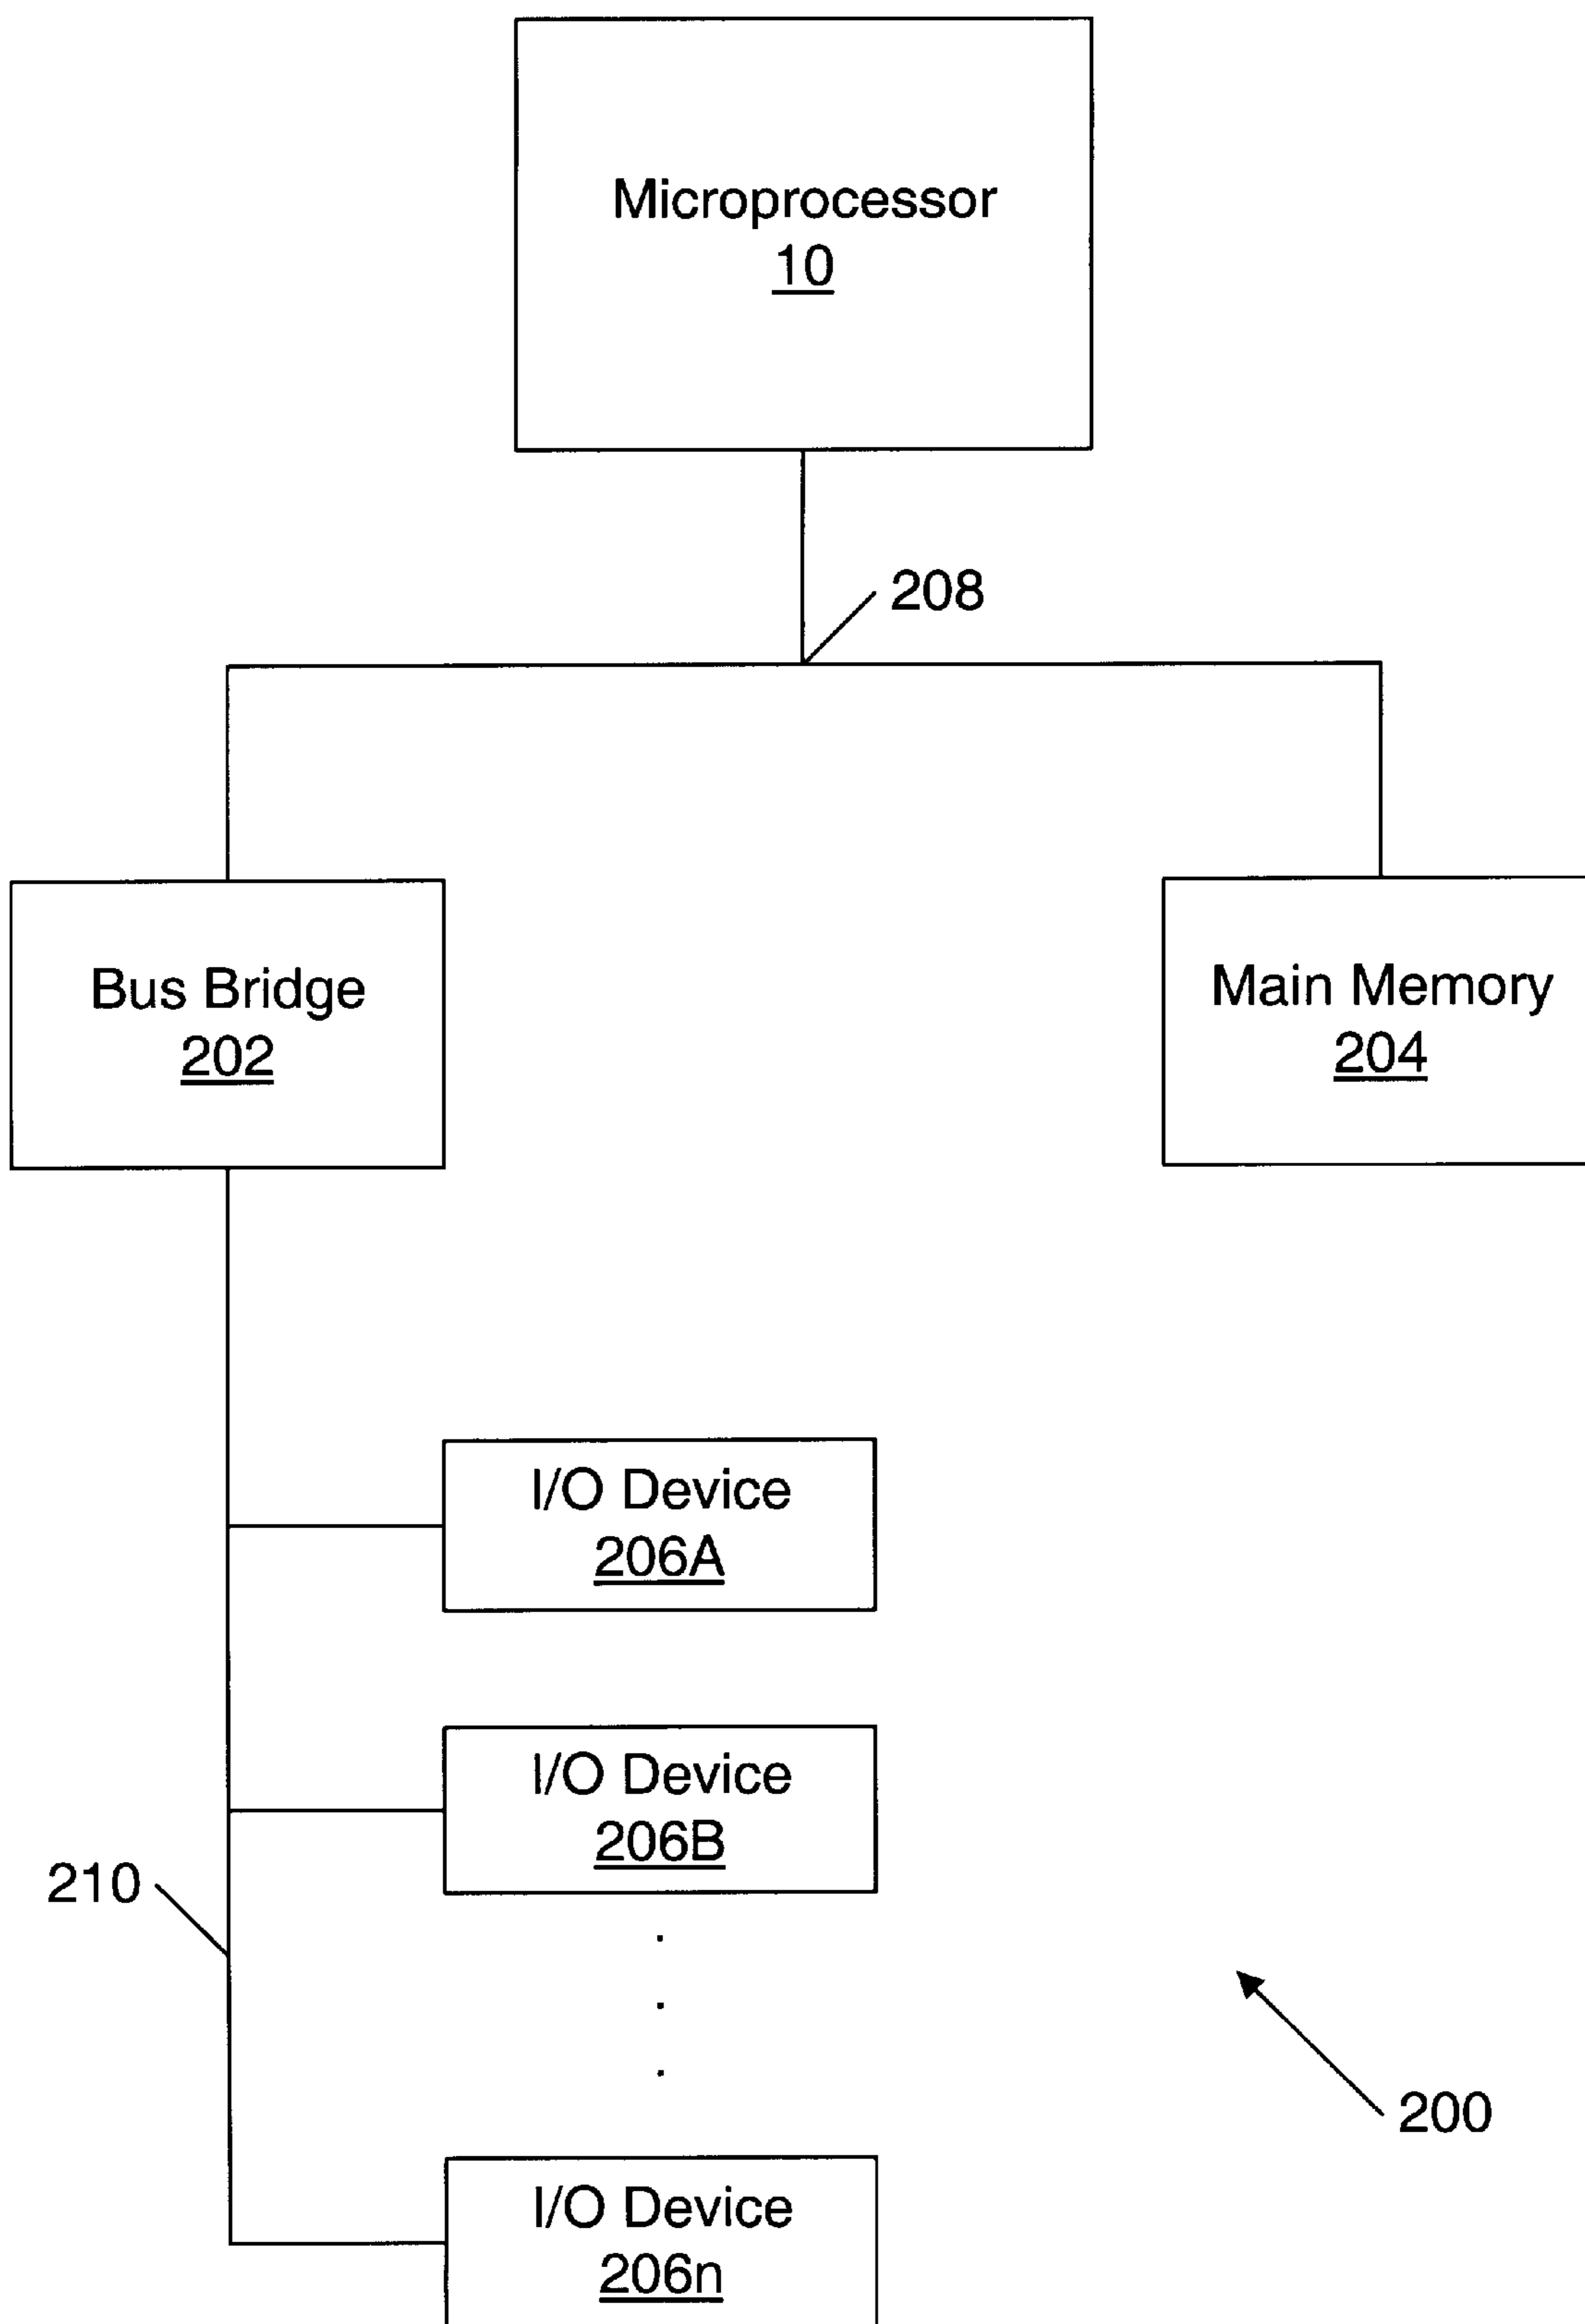 Microprocessor
10
208
Bus Bridge
202
Main Memory
204
I/O Device
206A
I/O Device
206B
210
200
I/O Device
206n